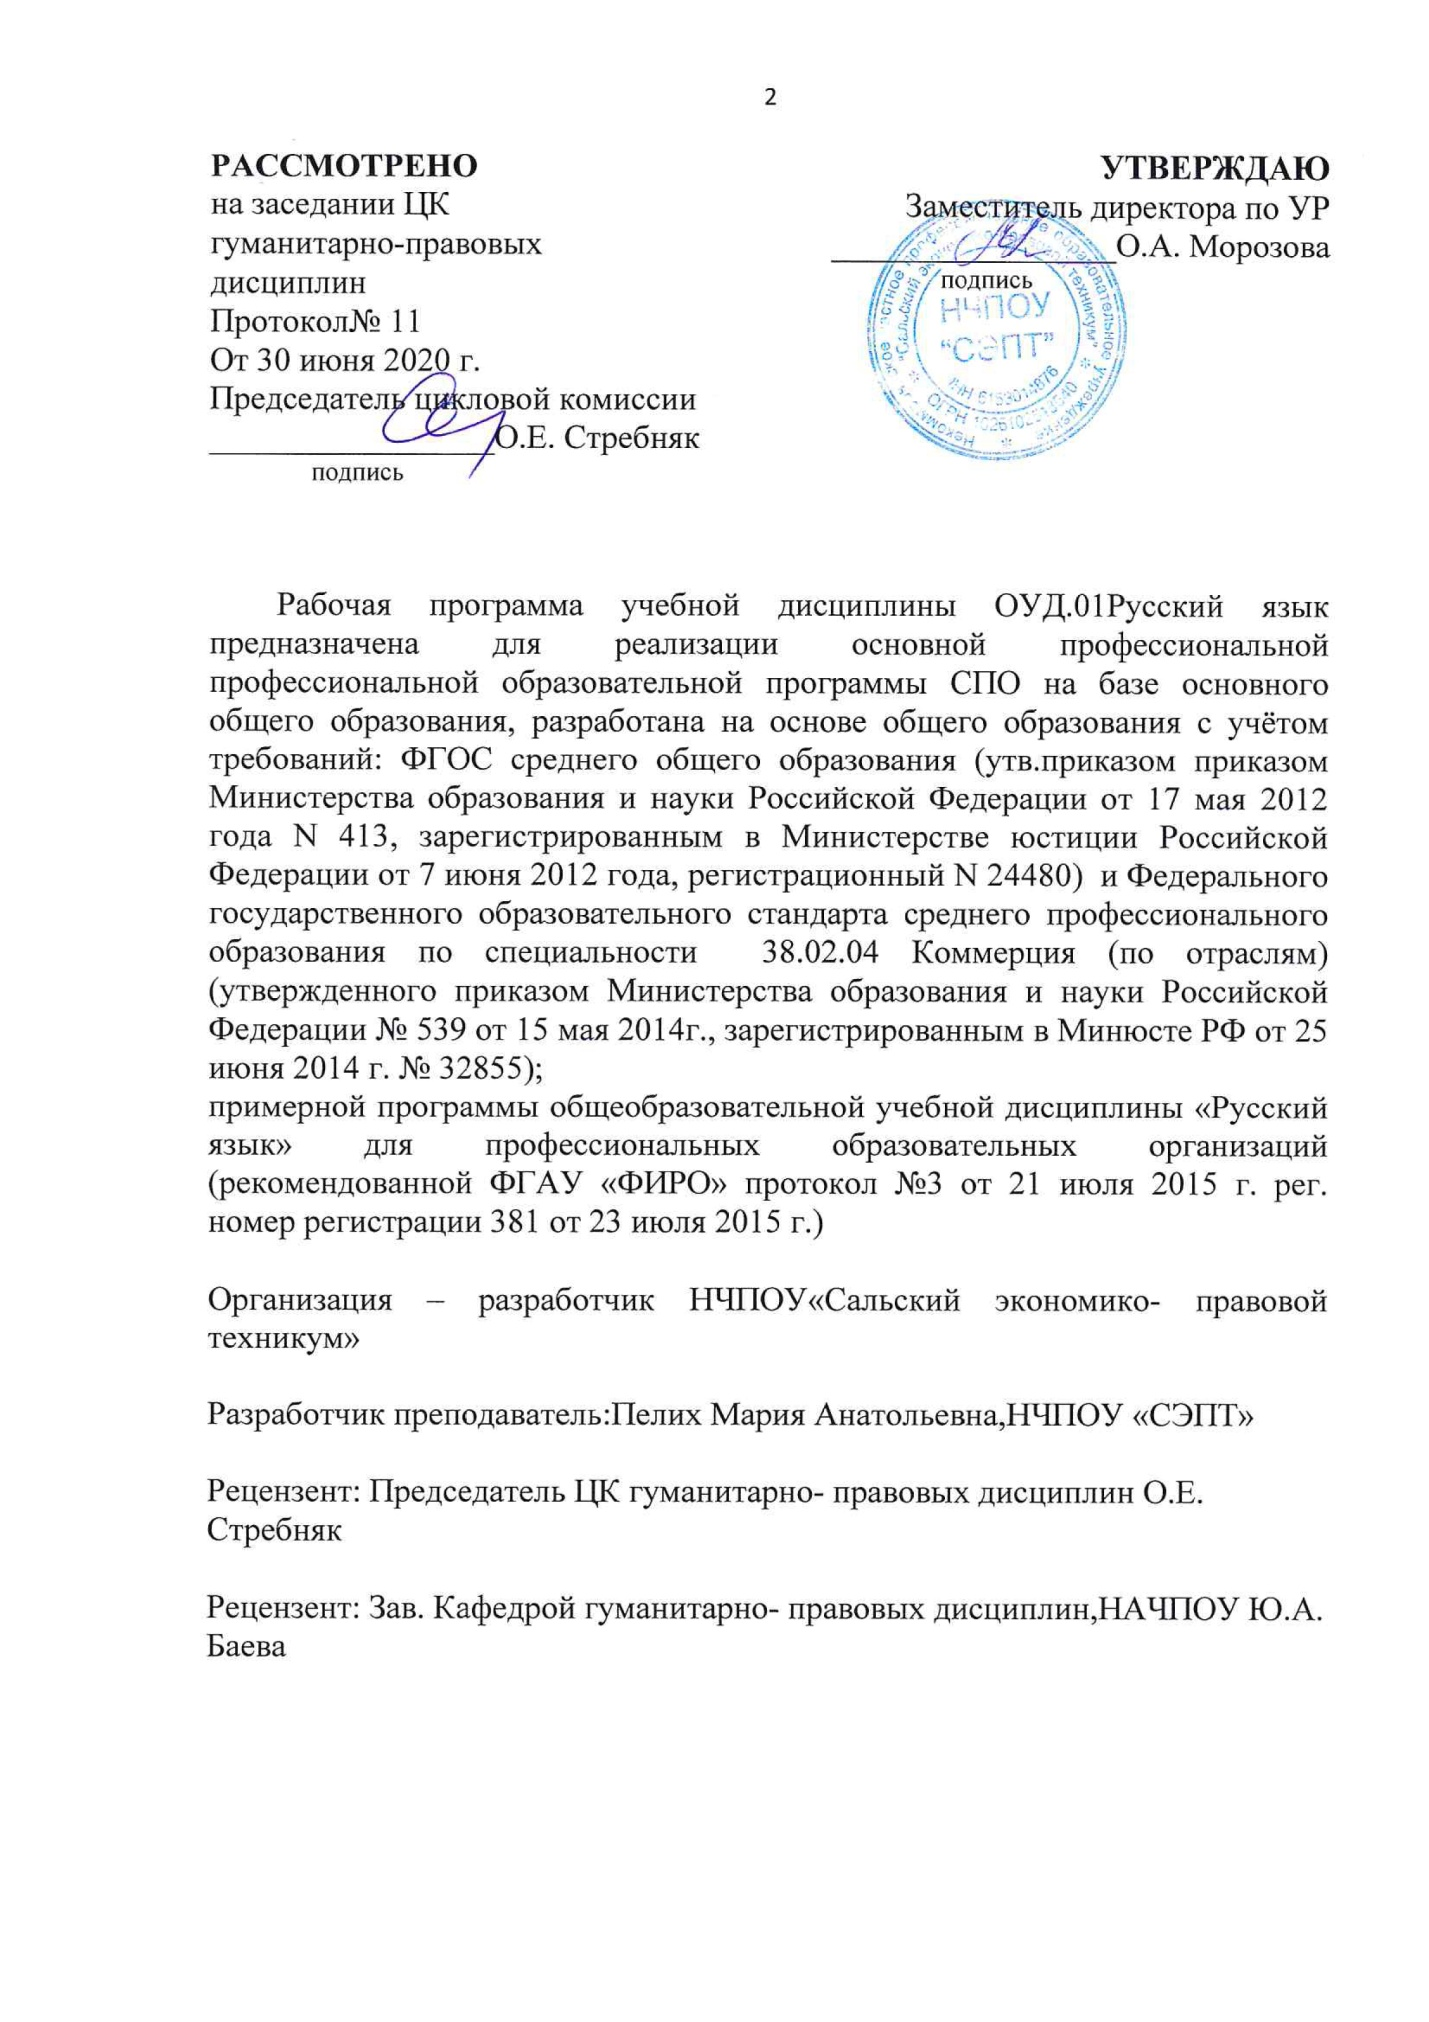 2
РАССМОТРЕНО
на заседании ЦК
гуманитарно-правовых
дисциплин
Протокол№ 11
От 30 июня 2020 г.
Председатель цикловой комиссии
О.Е. Стребняк
подпись
УТВЕРЖДАЮ
Заместитель директора по УР
О.А. Морозова
подпись
НЧПОУ
"СЭПТ"
Рабочая программа учебной дисциплины ОУД.01Русский язык
предназначена для реализации основной профессиональной
профессиональной образовательной программы СПО на базе основного
общего образования, разработана на основе общего образования с учётом
требований: ФГОС среднего общего образования (утв.приказом приказом
Министерства образования и науки Российской Федерации от 17 мая 2012
года N 413, зарегистрированным в Министерстве юстиции Российской
Федерации от 7 июня 2012 года, регистрационный N 24480) и Федерального
государственного образовательного стандарта среднего профессионального
образования по специальности 38.02.04 Коммерция (по отраслям)
(утвержденного приказом Министерства образования и науки Российской
Федерации № 539 от 15 мая 2014г., зарегистрированным в Минюсте РФ от 25
июня 2014 г. № 32855);
примерной программы общеобразовательной учебной дисциплины «Русский
язык» для профессиональных образовательных организаций
(рекомендованной ФГАУ «ФИРО» протокол №3 от 21 июля 2015 г. рег.
номер регистрации 381 от 23 июля 2015 г.)
Организация – разработчик НЧПОУ«Сальский экономико- правовой
техникум»
Разработчик преподаватель:Пелих Мария Анатольевна,НЧПОУ «СЭПТ»
Рецензент: Председатель ЦК гуманитарно- правовых дисциплин О.Е.
Стребняк
Рецензент: Зав. Кафедрой гуманитарно- правовых дисциплин,НАЧПОУ Ю.А.
Баева